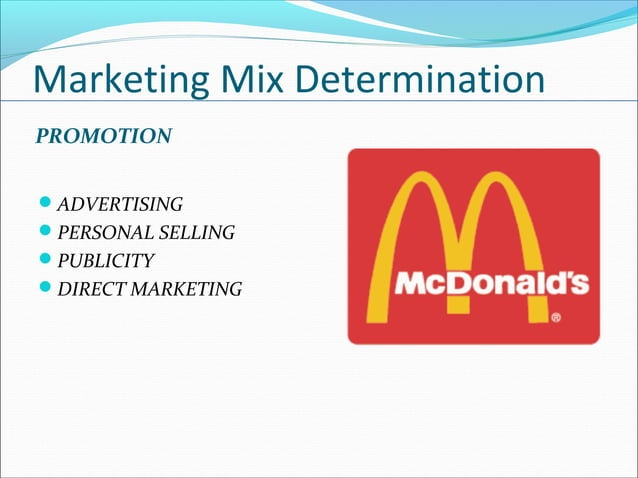 Marketing Mix Determination
PROMOTION
ADVERTISING
PERSONAL SELLING
PUBLICITY
DIRECT MARKETING
McDonald's
®